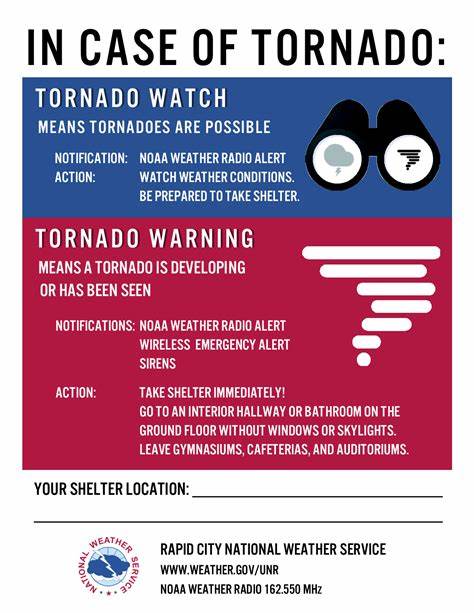 IN CASE OF TORNADO:
TORNADO WATCH
MEANS TORNADOES ARE POSSIBLE
NOTIFICATION: NOAA WEATHER RADIO ALERT
ACTION: WATCH WEATHER CONDITIONS.
BE PREPARED TO TAKE SHELTER.
TORNADO WARNING
MEANS A TORNADO IS DEVELOPING
OR HAS BEEN SEEN
NOTIFICATIONS: NOAA WEATHER RADIO ALERT
WIRELESS EMERGENCY ALERT
SIRENS
ACTION: TAKE SHELTER IMMEDIATELY!
GO TO AN INTERIOR HALLWAY OR BATHROOM ON THE
GROUND FLOOR WITHOUT WINDOWS OR SKYLIGHTS.
LEAVE GYMNASIUMS, CAFETERIAS, AND AUDITORIUMS.
YOUR SHELTER LOCATION:
NATIONAL WEATHER SERVICE
RAPID CITY NATIONAL WEATHER SERVICE
WWW.WEATHER.GOV/UNR
NOAA WEATHER RADIO 162.550 MHz